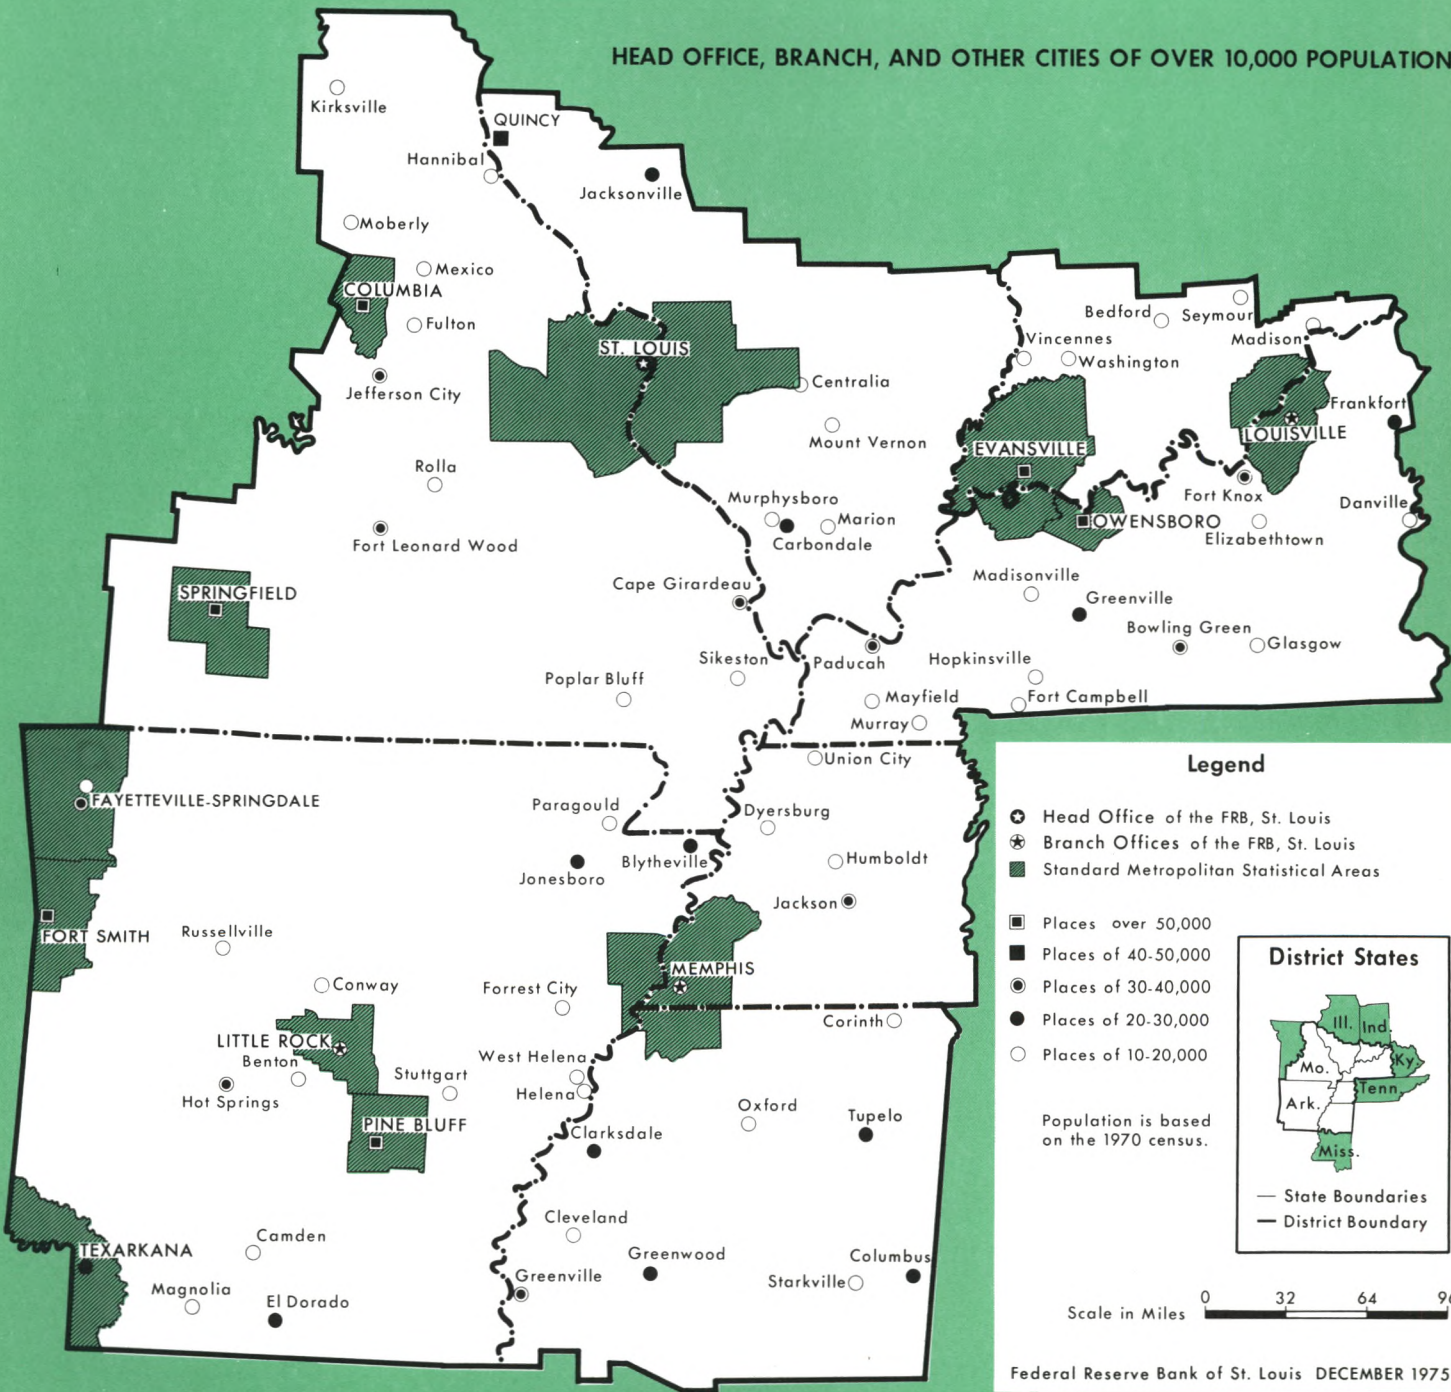 HEAD OFFICE, BRANCH, AND OTHER CITIES OF OVER 10,000 POPULATION
Kirksville
QUINCY
Hannibal
Jacksonville
Moberly
Mexico
COLUMBIA
Fulton
Jefferson City
ST. LOUIS
Centralia
Mount Vernon
Bedford
Seymour
Vincennes
Washington
Madison
Frankfort
LOUISVILLE
EVANSVILLE
Rolla
Fort Leonard Wood
Murphysboro
Marion
Carbondale
OWENSBORO
Fort Knox
Elizabethtown
Danville
SPRINGFIELD
Cape Girardeau
Madisonville
Greenville
Bowling Green
Glasgow
Sikeston
Paducah
Hopkinsville
Poplar Bluff
Mayfield
Fort Campbell
Murray
Union City
FAYETTEVILLE-SPRINGDALE
Paragould
Dyersburg
Jonesboro
Blytheville
Humboldt
Jackson
FORT SMITH
Russellville
MEMPHIS
Conway
Forrest City
Corinth
LITTLE ROCK
Benton
Hot Springs
Stuttgart
West Helena
Helena
Oxford
Tupelo
PINE BLUFF
Clarksdale
Cleveland
TEXARKANA
Camden
Magnolia
El Dorado
Greenville
Greenwood
Columbus
Starkville
Legend
Head Office of the FRB, St. Louis
Branch Offices of the FRB, St. Louis
Standard Metropolitan Statistical Areas
Places over 50,000
Places of 40-50,000
Places of 30-40,000
Places of 20-30,000
Places of 10-20,000
Population is based
on the 1970 census.
District States
Ill. Ind.
Mo. Ky.
Ark. Tenn.
Miss.
State Boundaries
District Boundary
Scale in Miles 0 32 64
Federal Reserve Bank of St. Louis DECEMBER 1975